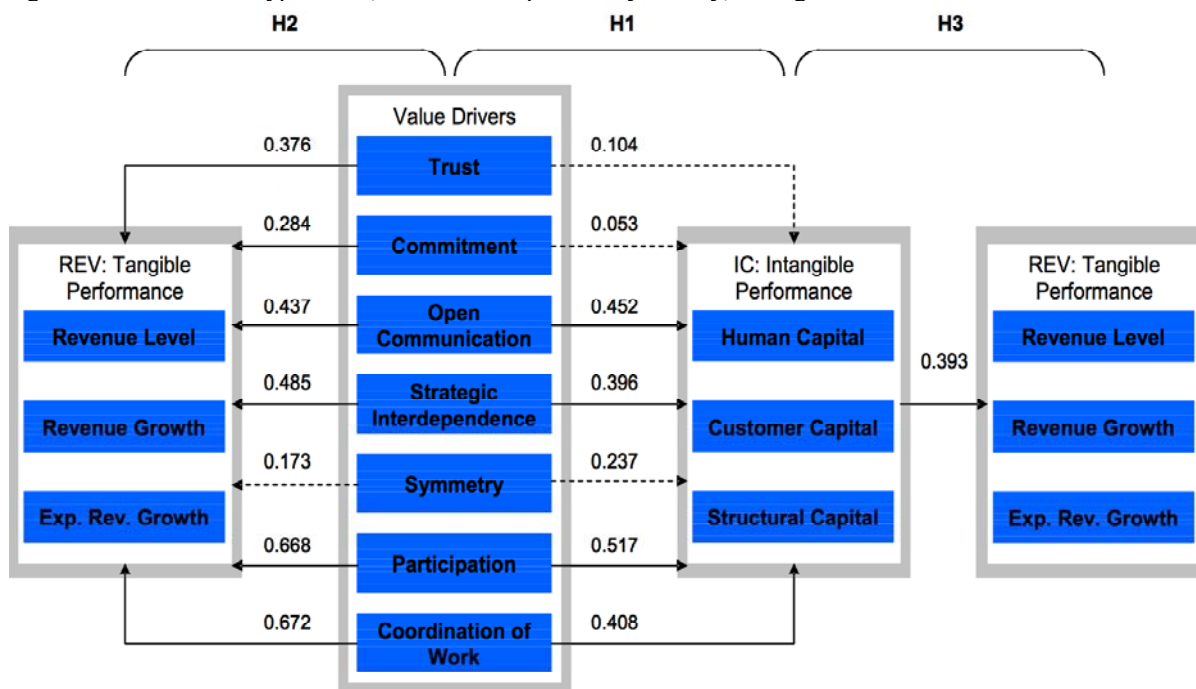 H2 H1 H3
Value Drivers
0.376 Trust 0.104
0.284 Commitment 0.053
REV: Tangible
Performance
IC: Intangible
Performance
REV: Tangible
Performance
0.437 Open
Communication 0.452
Revenue Level
Human Capital
Revenue Level
0.393
0.485 Strategic
Interdependence 0.396
Revenue Growth
Customer Capital
Revenue Growth
0.173 Symmetry 0.237
Exp. Rev. Growth
Structural Capital
Exp. Rev. Growth
0.668 Participation 0.517
0.672 Coordination of
Work 0.408